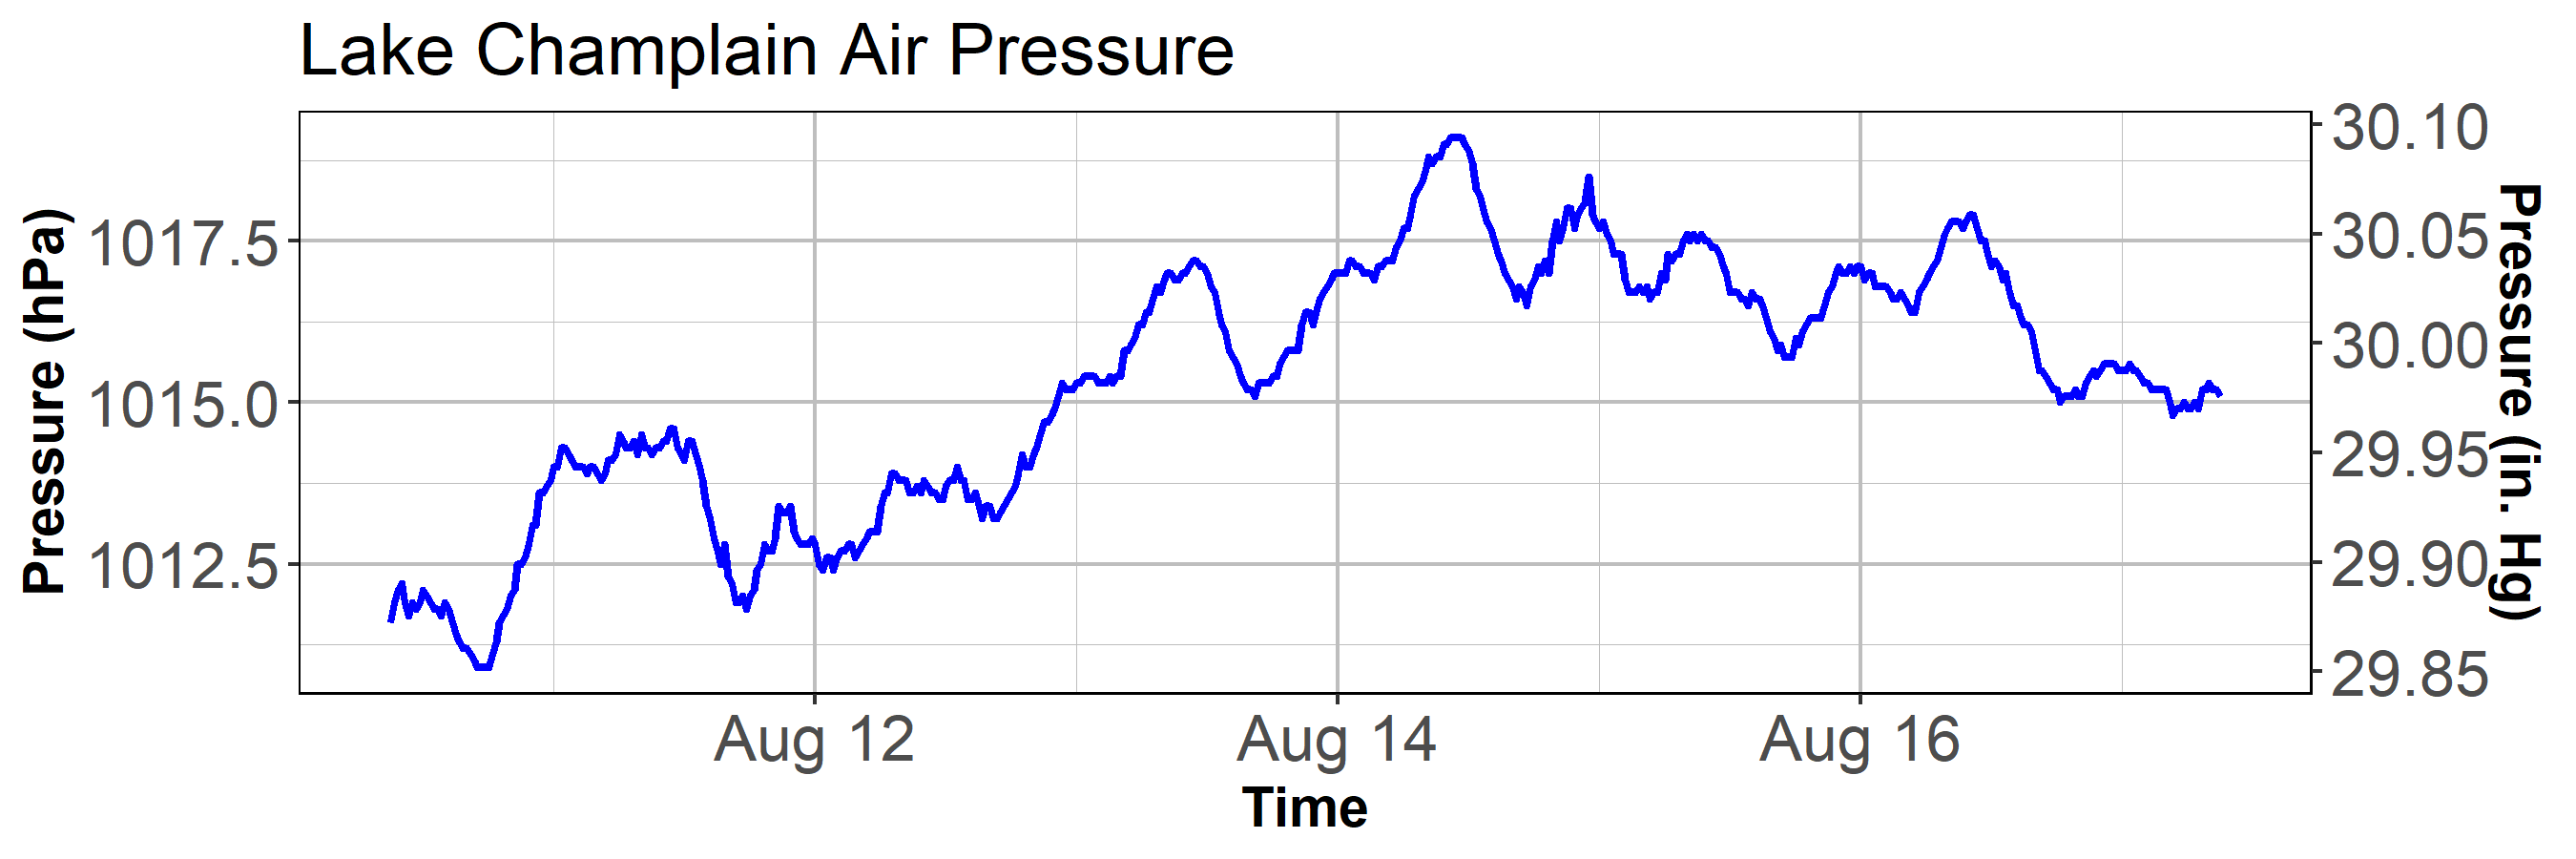 Lake Champlain Air Pressure
Pressure (hPa)
1017.5
1015.0
1012.5
30.10
30.05
30.00
29.95
29.90
29.85
Pressure (in. Hg)
Aug 12 Aug 14 Aug 16
Time